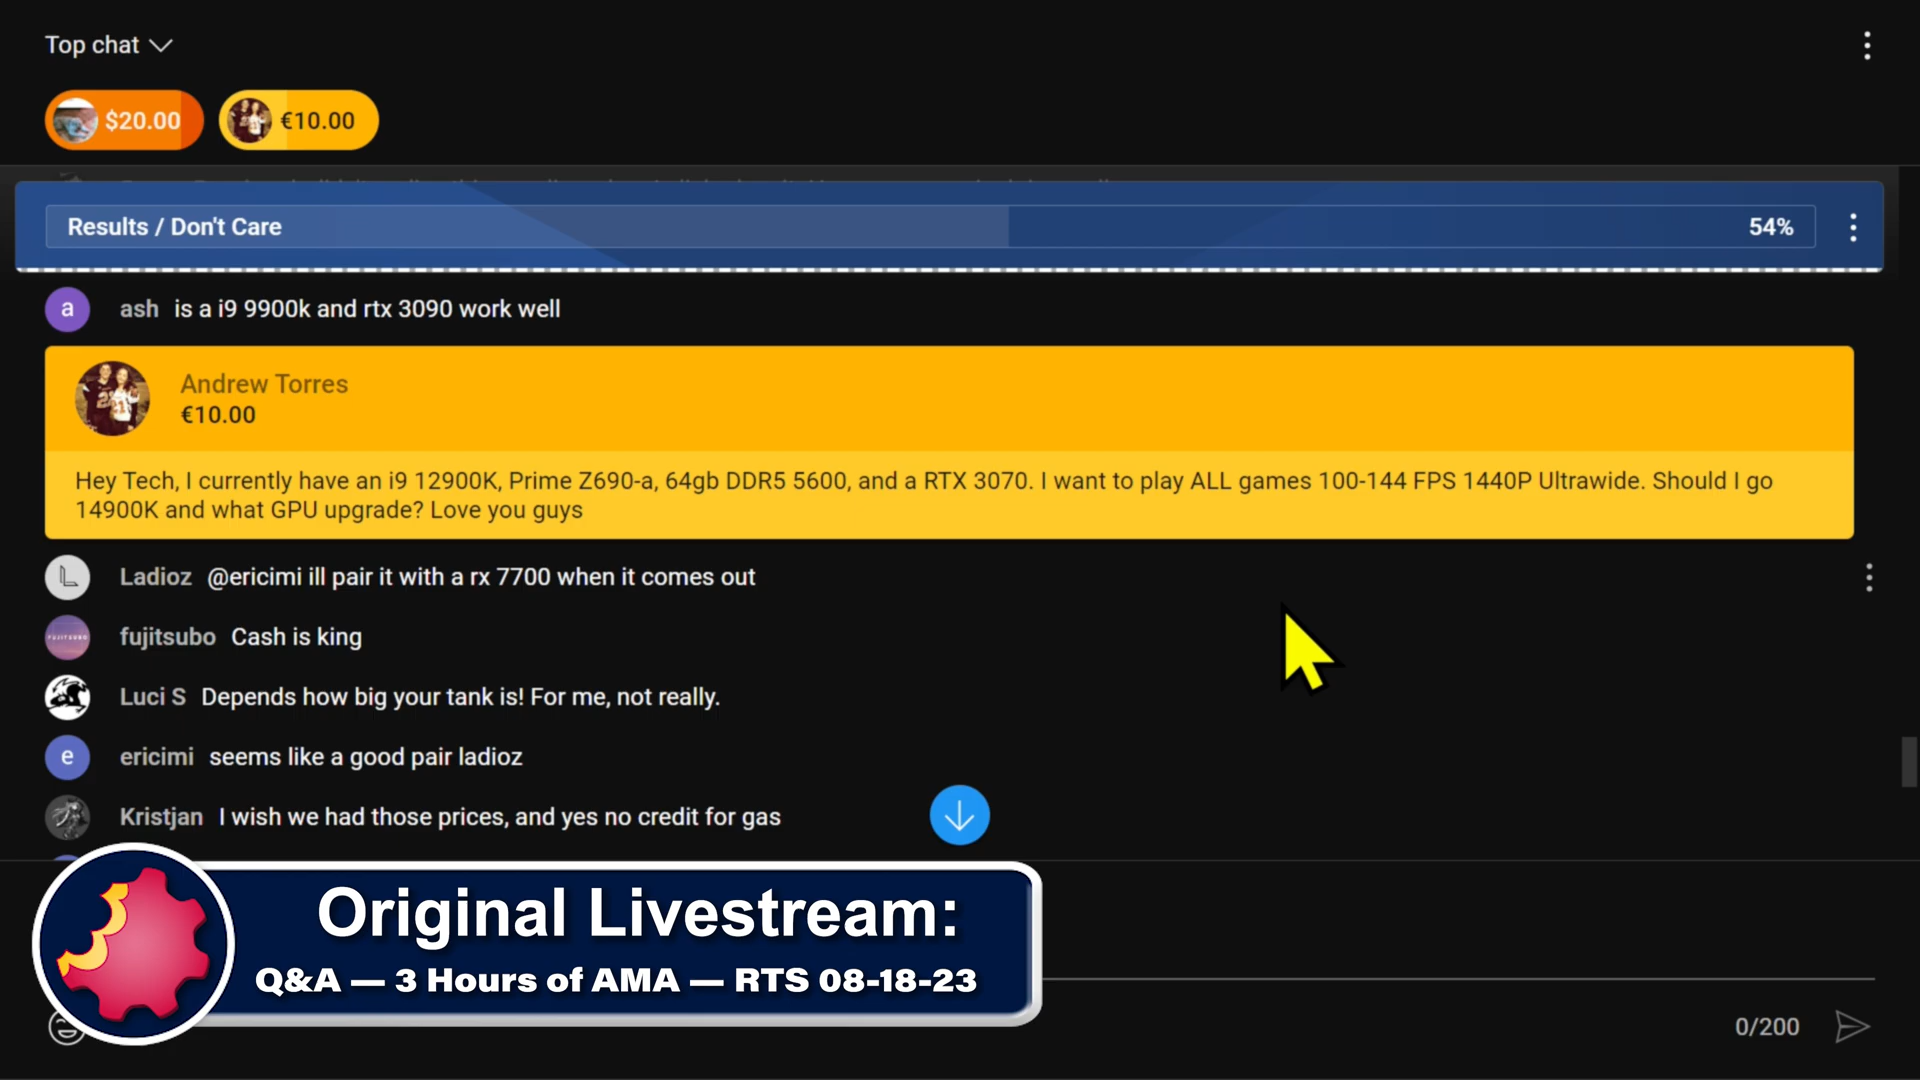 Top chat
$20.00
€10.00
Results / Don't Care
54%
a
ash is a i9 9900k and rtx 3090 work well
Andrew Torres
€10.00
Hey Tech, I currently have an i9 12900K, Prime Z690-a, 64gb DDR5 5600, and a RTX 3070. I want to play ALL games 100-144 FPS 1440P Ultrawide. Should I go
14900K and what GPU upgrade? Love you guys
Ladioz @ericimi ill pair it with a rx 7700 when it comes out
FUJITSUBO
fujitsubo Cash is king
Luci S Depends how big your tank is! For me, not really.
e
ericimi seems like a good pair ladioz
Kristjan I wish we had those prices, and yes no credit for gas
Original Livestream:
Q&A — 3 Hours of AMA — RTS 08-18-23
0/200